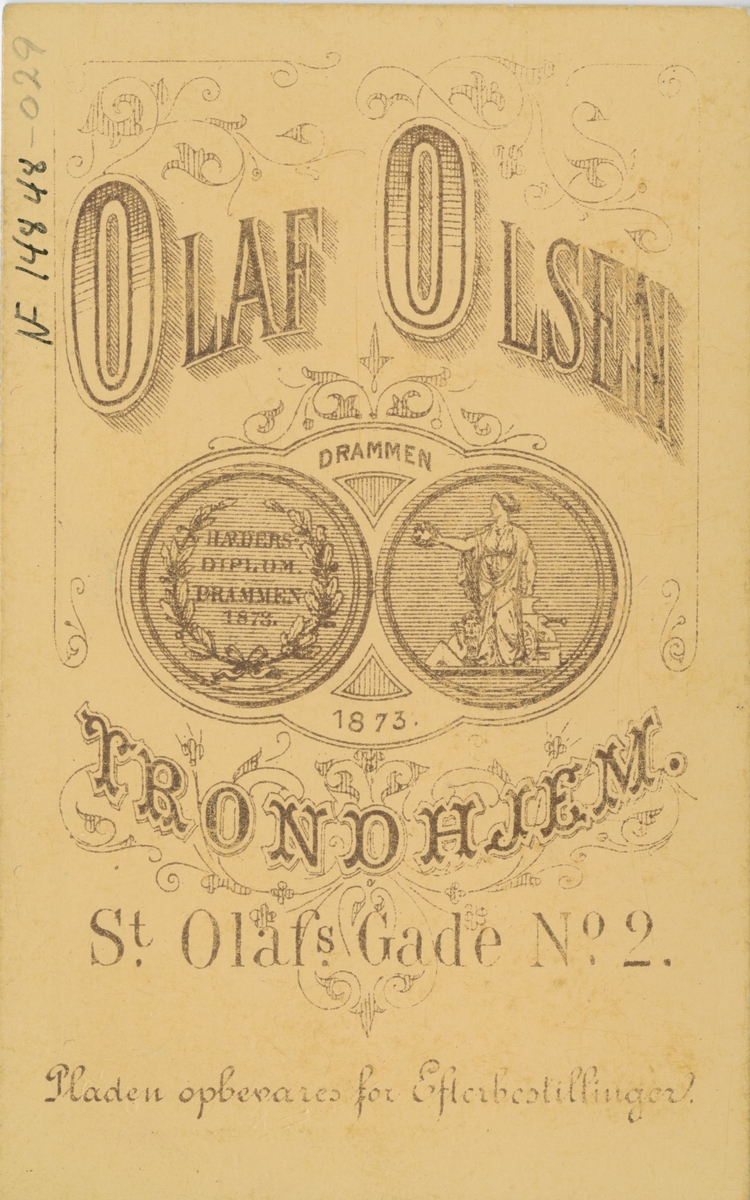 NF 14848-029
OLAF OLSEN
DRAMMEN
HÆDERS-
DIPLOM.
DRAMMEN
1873.
1873.
TRONDHJEM.
St. Olafs. Gade No. 2.
Pladen opbevares for Efterbestillinger.